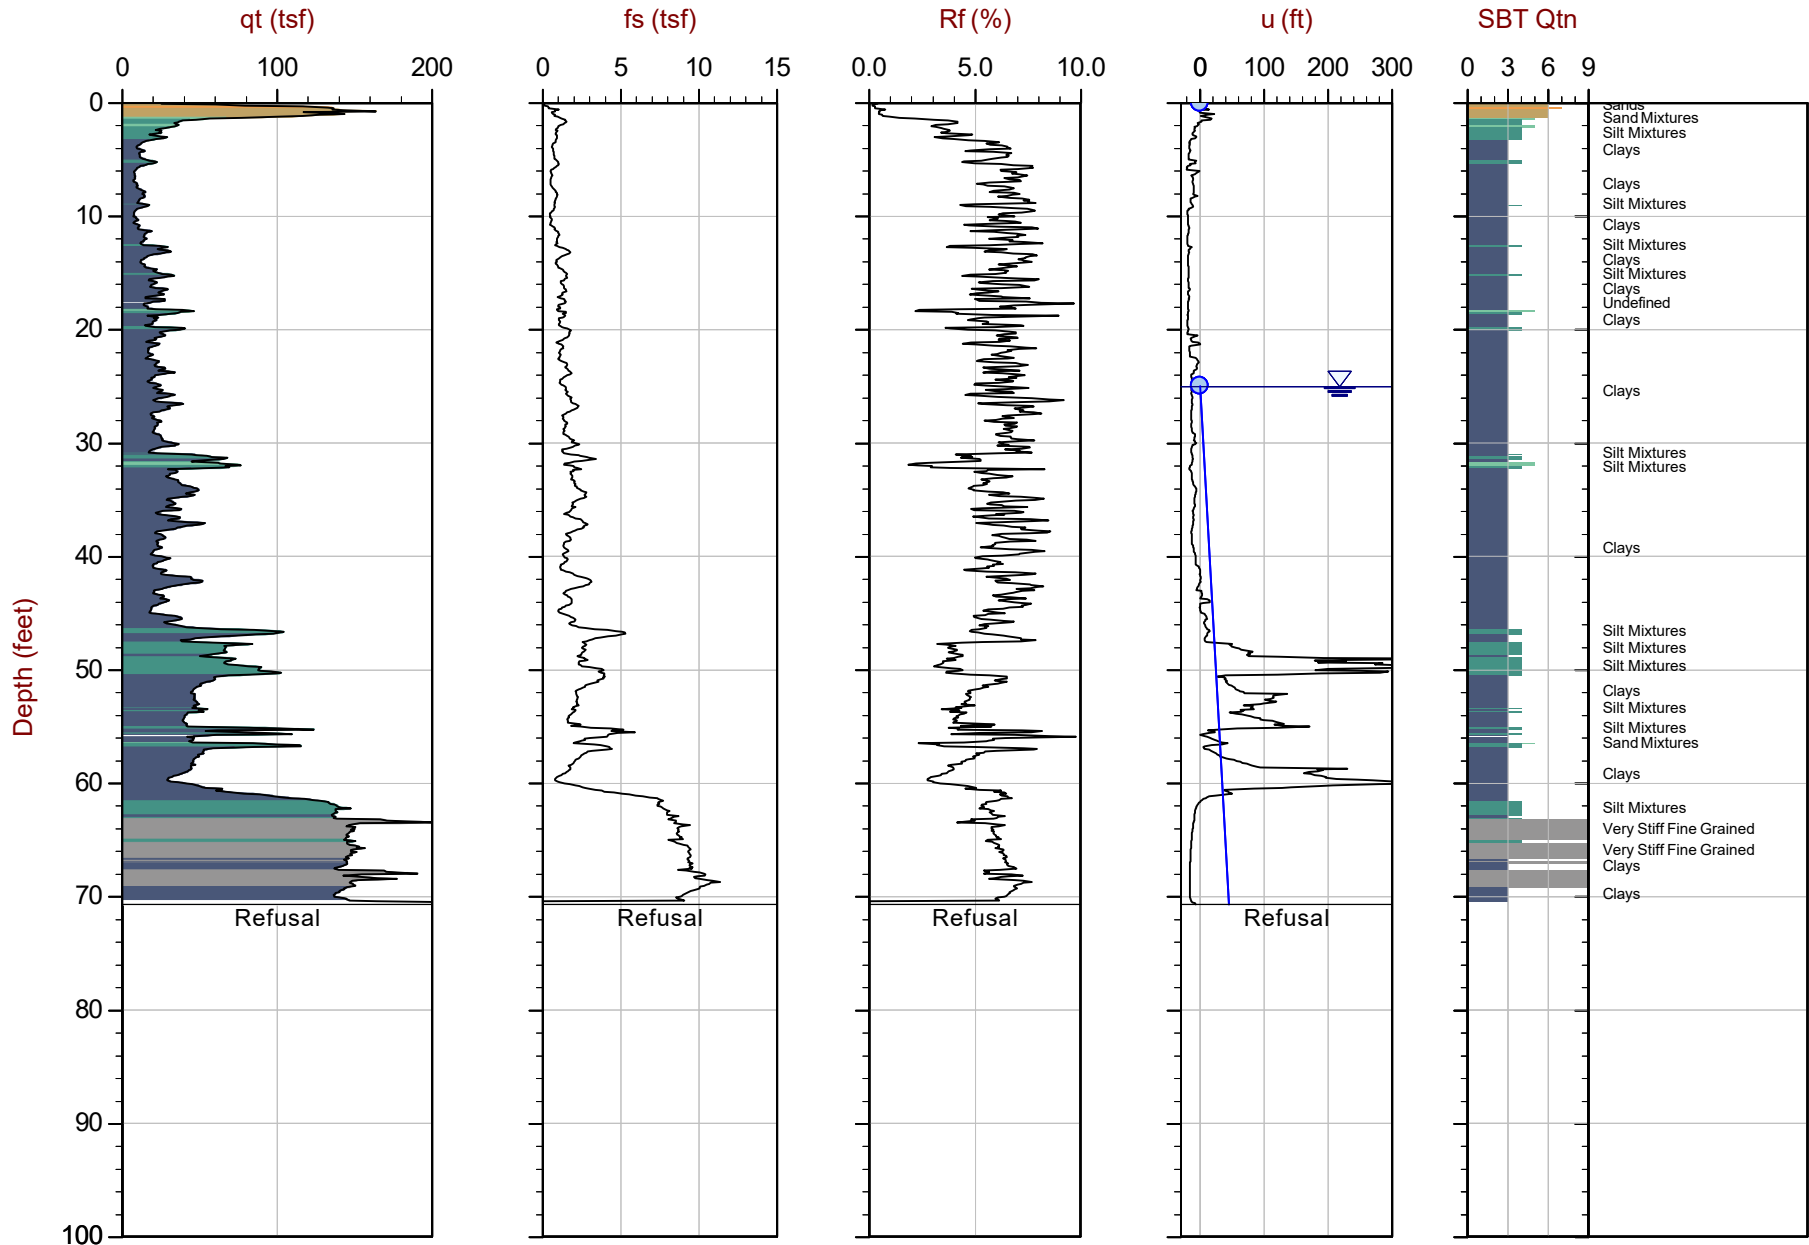 qt (tsf) fs (tsf) Rf (%) u (ft) SBT Qtn
0 100 200 0 5 10 15 0.0 5.0 10.0 0 100 200 300 0 3 6 9
0
Sands
Sand Mixtures
Silt Mixtures
Clays
Clays
Silt Mixtures
10
Clays
Silt Mixtures
Clays
Silt Mixtures
Clays
Undefined
Clays
20
Clays
30
Silt Mixtures
Silt Mixtures
Clays
40
Silt Mixtures
Silt Mixtures
Silt Mixtures
50
Clays
Silt Mixtures
Silt Mixtures
Sand Mixtures
Clays
60
Silt Mixtures
Very Stiff Fine Grained
Very Stiff Fine Grained
Clays
Clays
70
Refusal Refusal Refusal Refusal
80
90
100
Depth (feet)